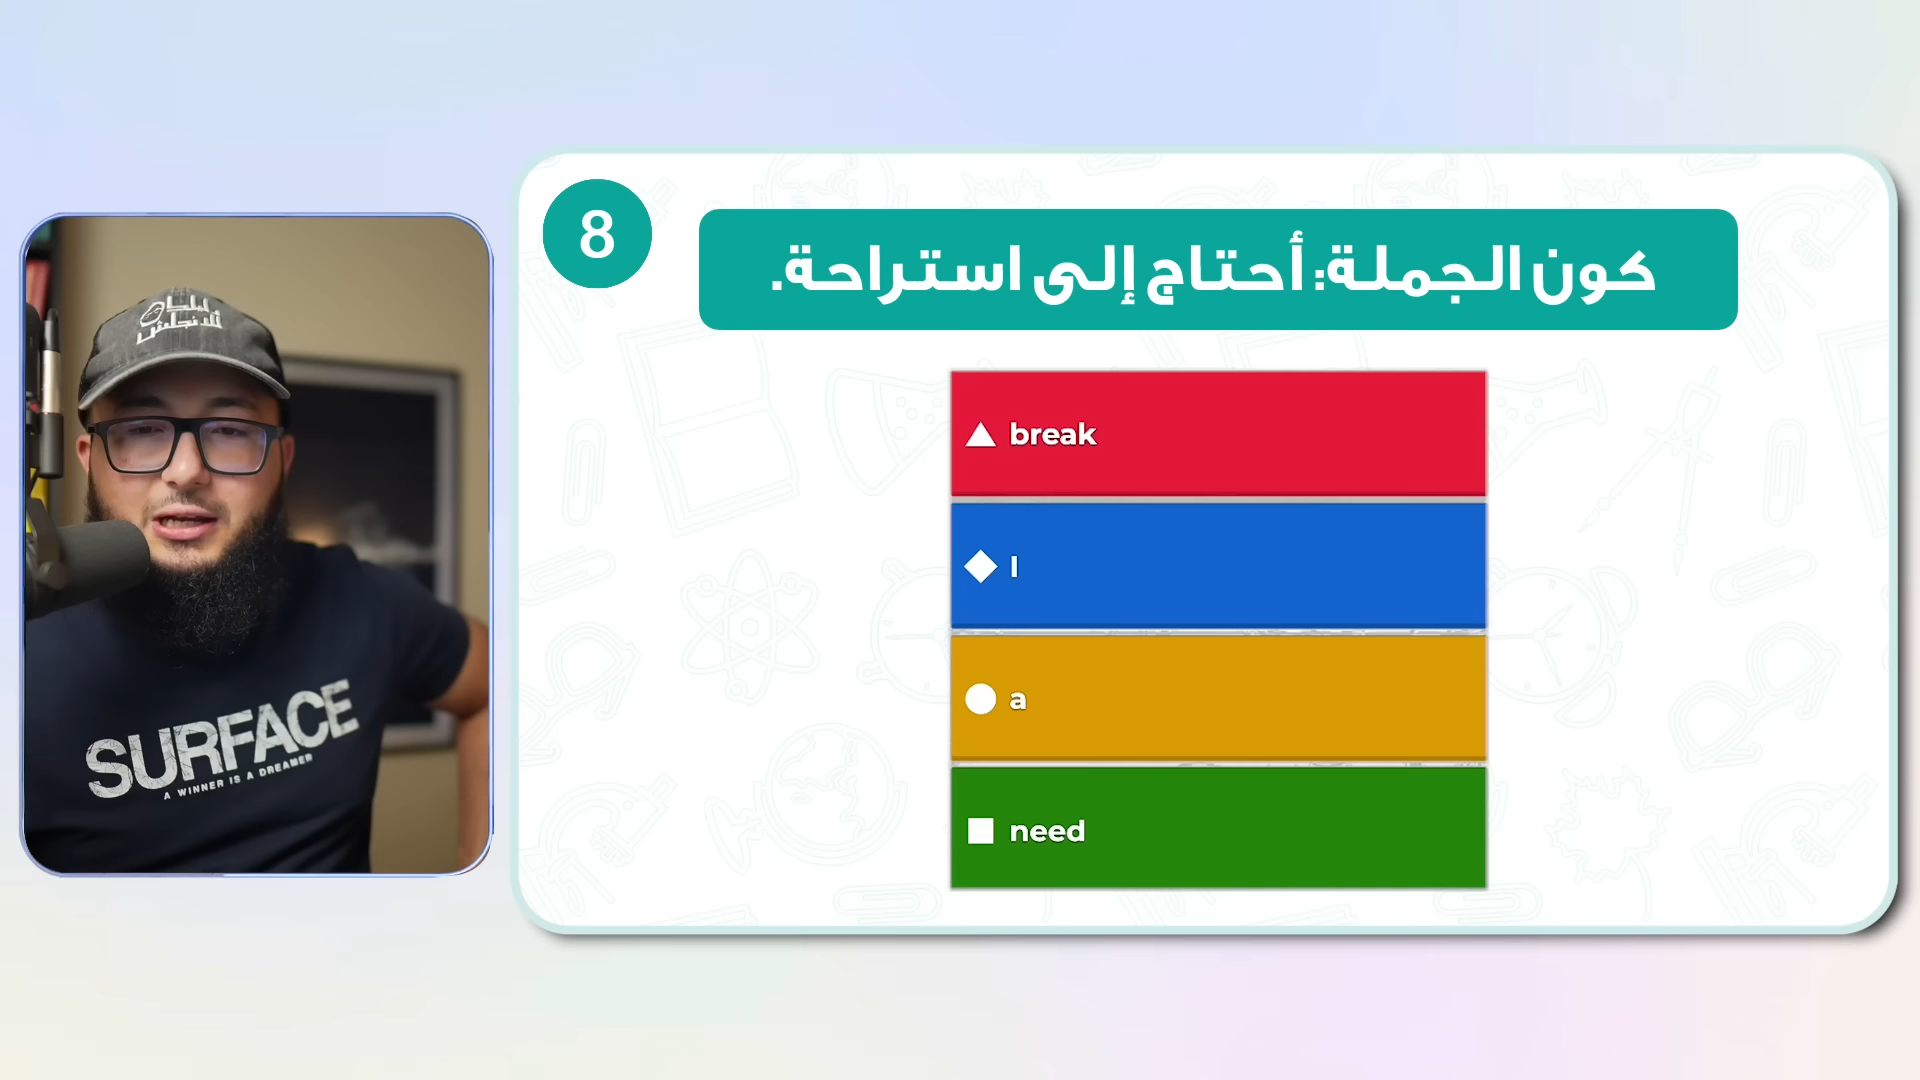 8
كون الجملة: أحتاج إلى استراحة.
break
I
a
need
SURFACE
A WINNER IS A DREAMER